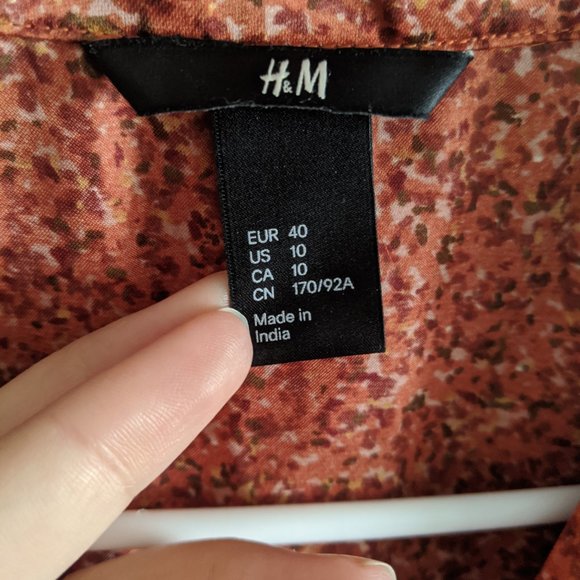 H&M
EUR 40
US 10
CA 10
CN 170/92A
Made in
India